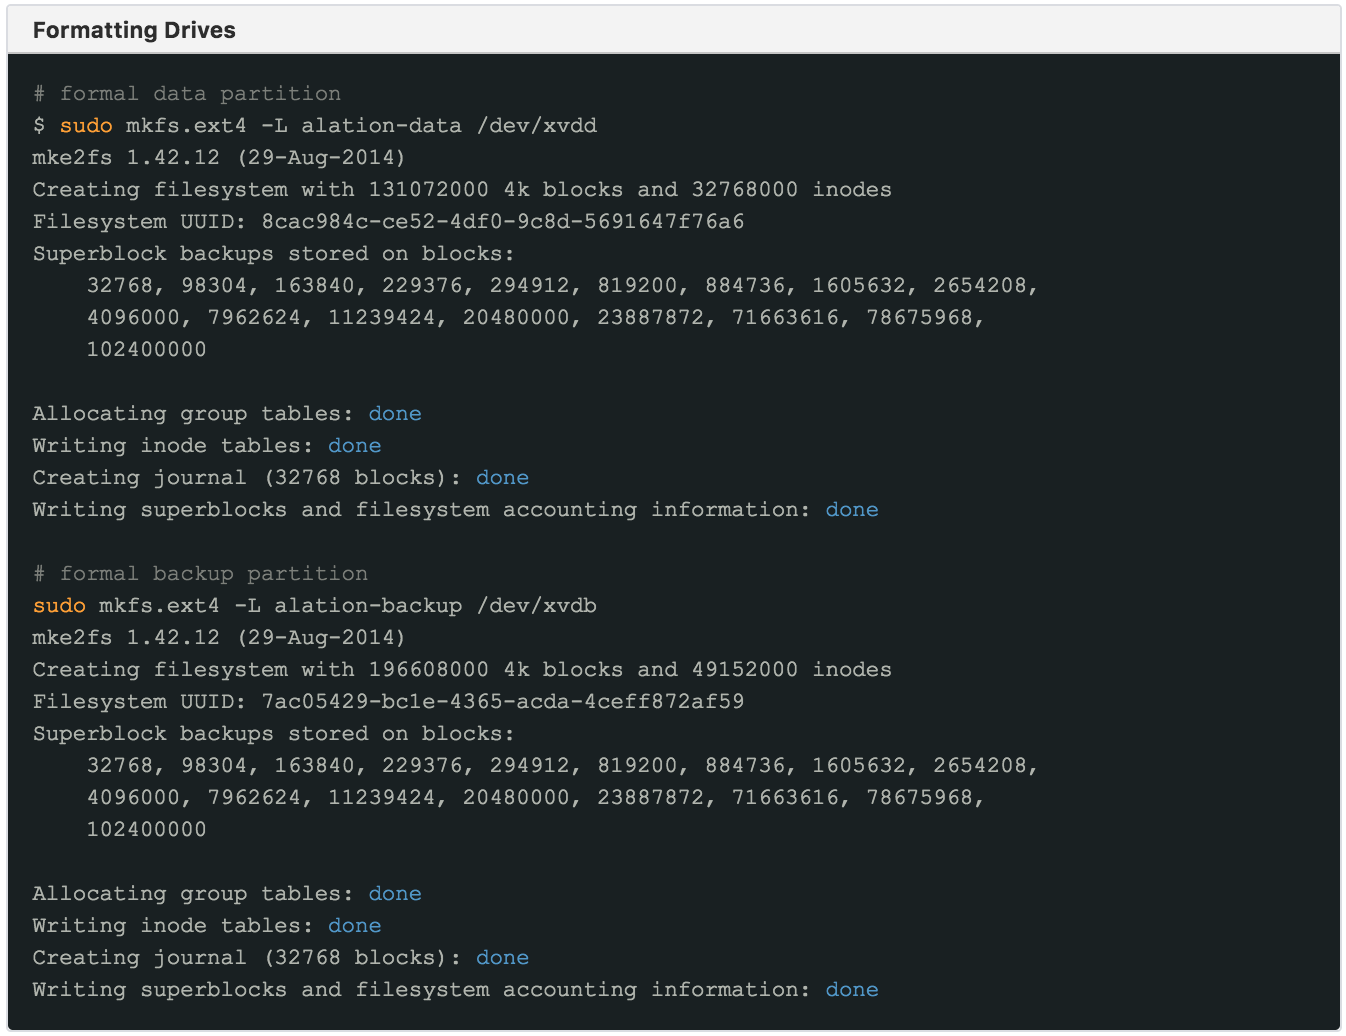 Formatting Drives
# formal data partition
$ sudo mkfs.ext4 -L alation-data /dev/xvdd
mke2fs 1.42.12 (29-Aug-2014)
Creating filesystem with 131072000 4k blocks and 32768000 inodes
Filesystem UUID: 8cac984c-ce52-4df0-9c8d-5691647f76a6
Superblock backups stored on blocks:
    32768, 98304, 163840, 229376, 294912, 819200, 884736, 1605632, 2654208,
    4096000, 7962624, 11239424, 20480000, 23887872, 71663616, 78675968,
    102400000

Allocating group tables: done
Writing inode tables: done
Creating journal (32768 blocks): done
Writing superblocks and filesystem accounting information: done

# formal backup partition
sudo mkfs.ext4 -L alation-backup /dev/xvdb
mke2fs 1.42.12 (29-Aug-2014)
Creating filesystem with 196608000 4k blocks and 49152000 inodes
Filesystem UUID: 7ac05429-bc1e-4365-acda-4ceff872af59
Superblock backups stored on blocks:
    32768, 98304, 163840, 229376, 294912, 819200, 884736, 1605632, 2654208,
    4096000, 7962624, 11239424, 20480000, 23887872, 71663616, 78675968,
    102400000

Allocating group tables: done
Writing inode tables: done
Creating journal (32768 blocks): done
Writing superblocks and filesystem accounting information: done